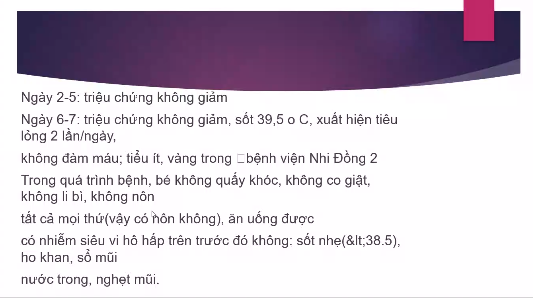 Ngày 2-5: triệu chứng không giảm
Ngày 6-7: triệu chứng không giảm, sốt 39,5 o C, xuất hiện tiêu
lỏng 2 lần/ngày,
không đàm máu; tiểu ít, vàng trong □bệnh viện Nhi Đồng 2
Trong quá trình bệnh, bé không quấy khóc, không co giật,
không li bì, không nôn
tất cả mọi thứ(vậy có hôn không), ăn uống được
có nhiễm siêu vi hô hấp trên trước đó không: sốt nhẹ(&lt;38.5),
ho khan, sổ mũi
nước trong, nghẹt mũi.